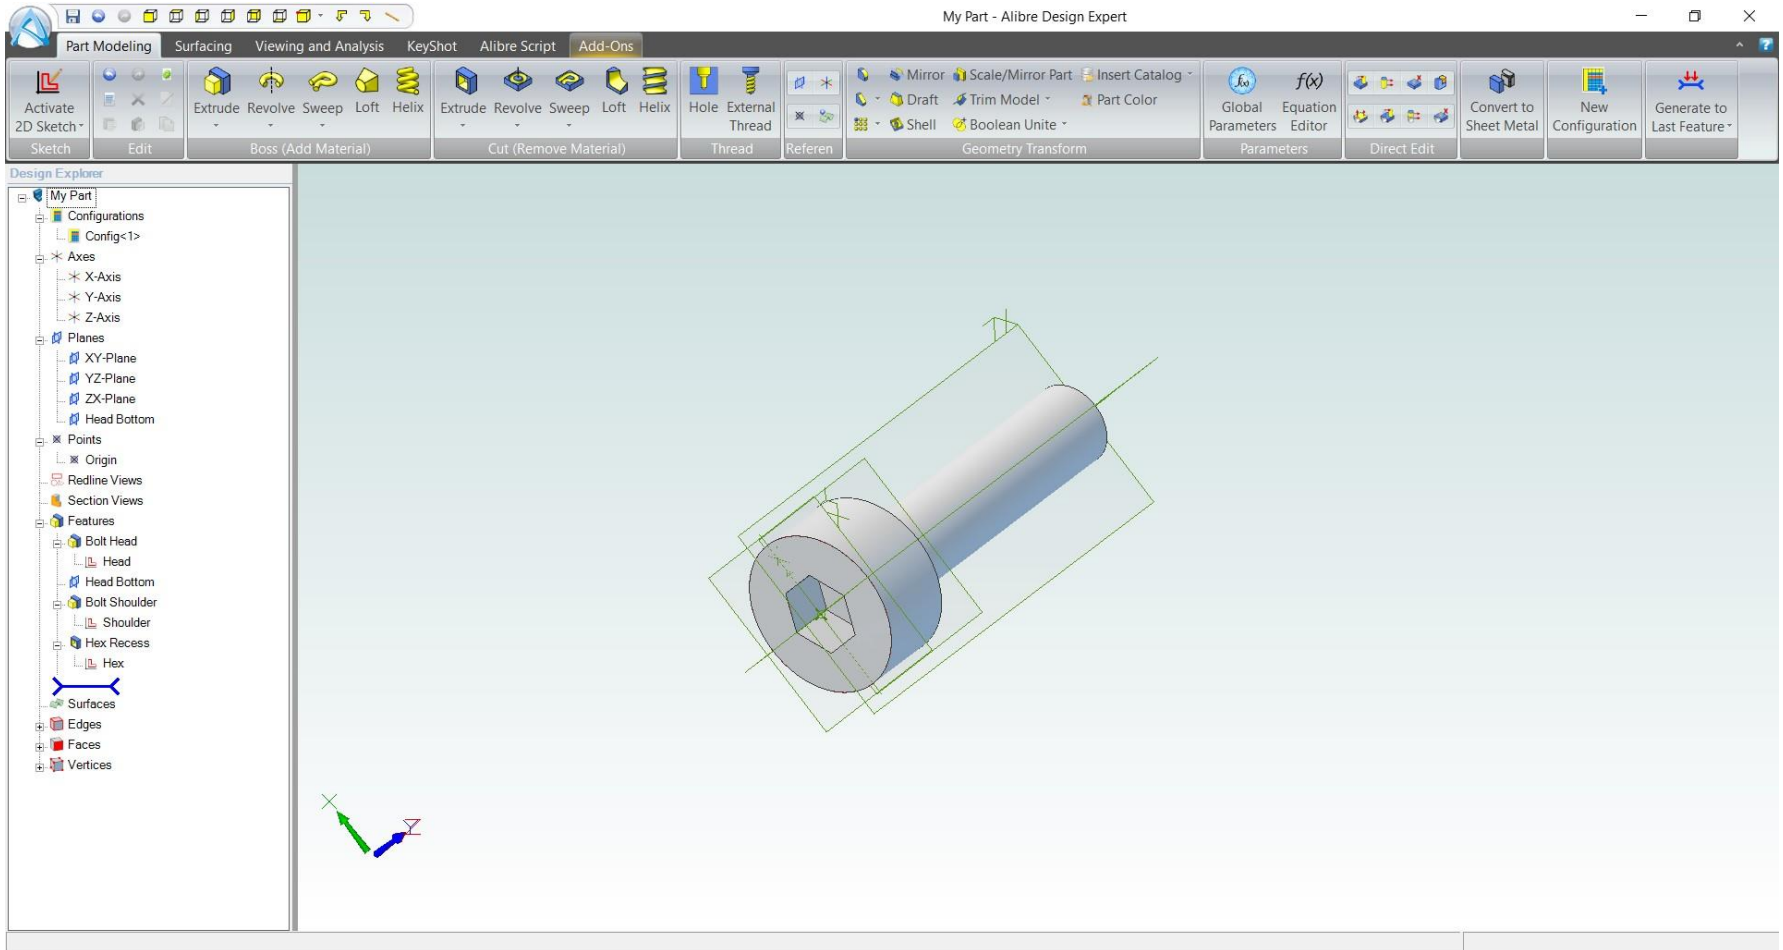 My Part - Alibre Design Expert
Part Modeling Surfacing Viewing and Analysis KeyShot Alibre Script Add-Ons
Activate
2D Sketch
Sketch
Edit
Extrude Revolve Sweep Loft Helix
Boss (Add Material)
Extrude Revolve Sweep Loft Helix
Cut (Remove Material)
Hole External
Thread
Thread
Referen
Mirror Scale/Mirror Part Insert Catalog
Draft Trim Model Part Color
Shell Boolean Unite
Geometry Transform
f(x) f(x)
Global Equation
Parameters Editor
Parameters
Direct Edit
Convert to
Sheet Metal
New
Configuration
Generate to
Last Feature
Design Explorer
My Part
Configurations
Config<1>
Axes
X-Axis
Y-Axis
Z-Axis
Planes
XY-Plane
YZ-Plane
ZX-Plane
Head Bottom
Points
Origin
Redline Views
Section Views
Features
Bolt Head
Head
Head Bottom
Bolt Shoulder
Shoulder
Hex Recess
Hex
Surfaces
Edges
Faces
Vertices
X
Z